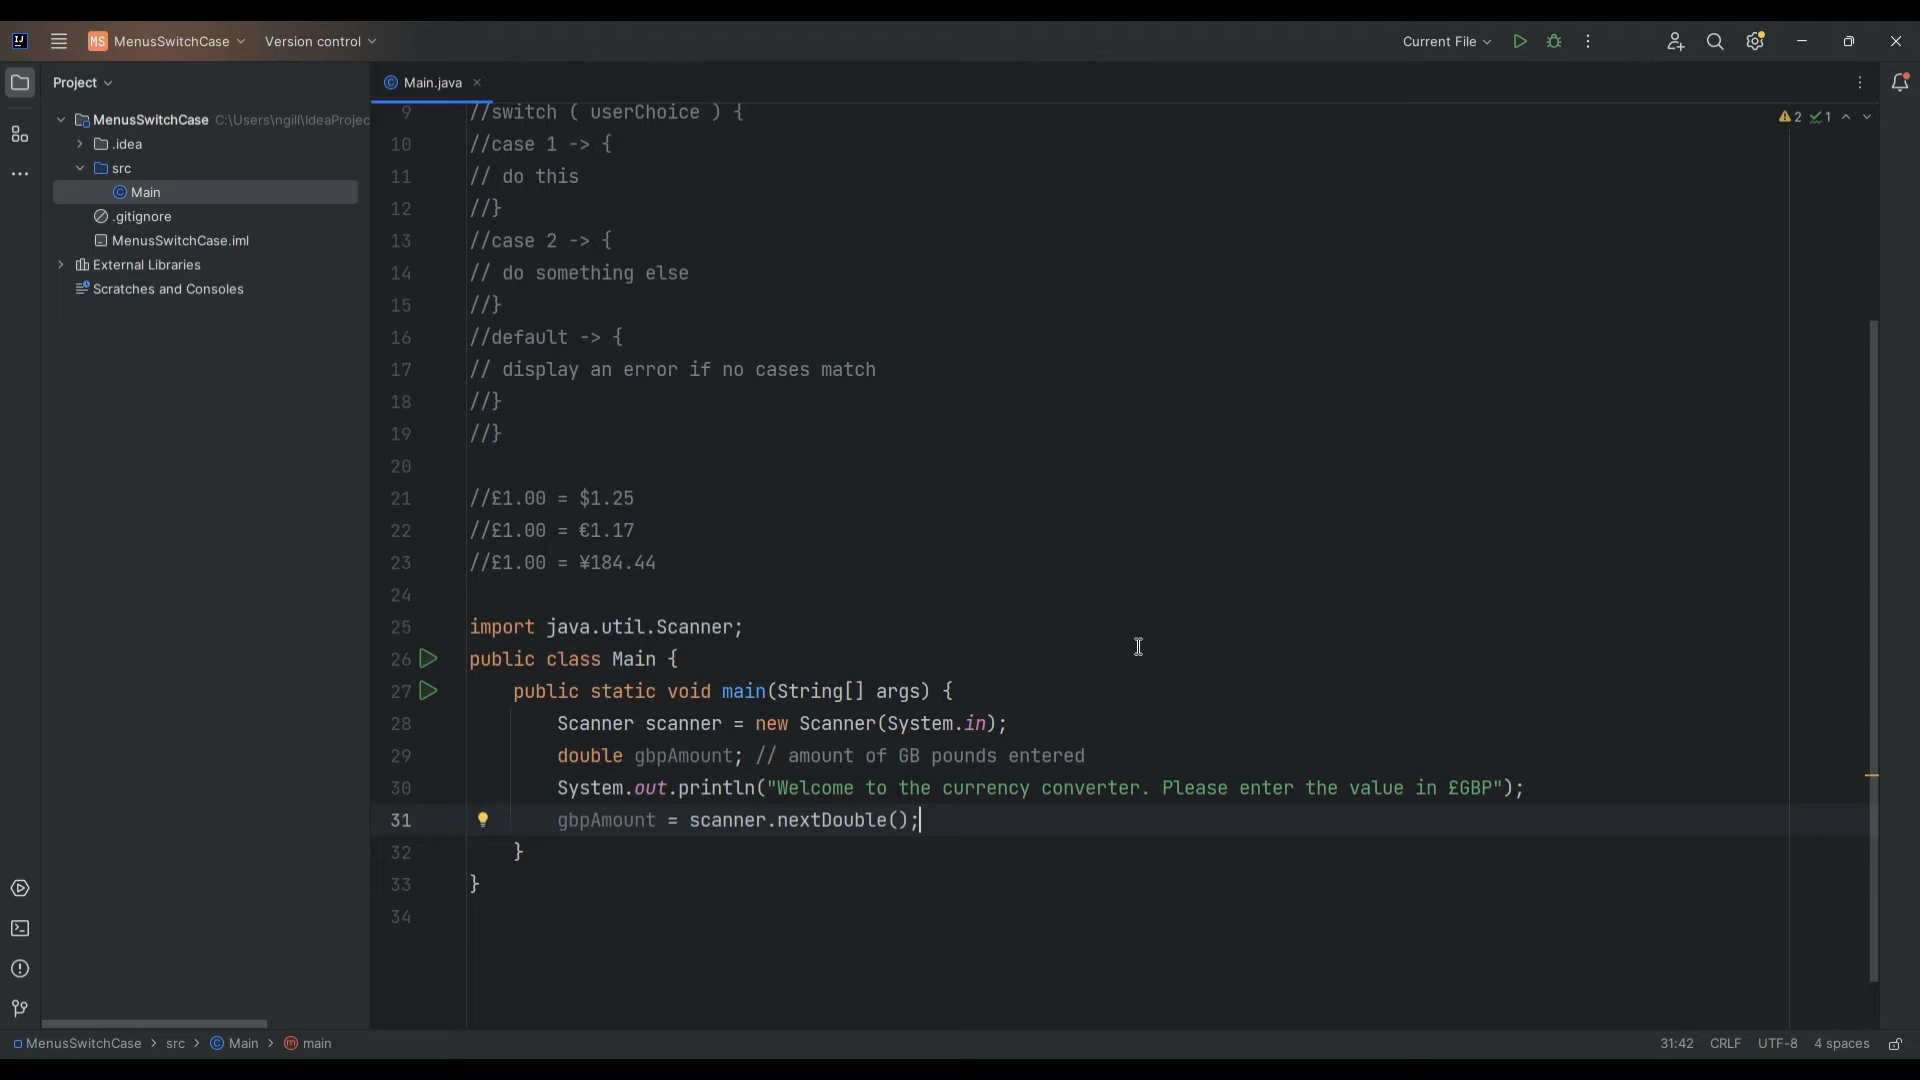 MS MenusSwitchCase Version control Current File
Project
Main.java
MenusSwitchCase C:\Users\ngill\IdeaProjec
.idea
src
Main
.gitignore
MenusSwitchCase.iml
External Libraries
Scratches and Consoles
2 1
9 //switch ( userChoice ) {
10 //case 1 -> {
11 // do this
12 //}
13 //case 2 -> {
14 // do something else
15 //}
16 //default -> {
17 // display an error if no cases match
18 //}
19 //}
20
21 //£1.00 = $1.25
22 //£1.00 = €1.17
23 //£1.00 = ¥184.44
24
25 import java.util.Scanner;
26 public class Main {
27 public static void main(String[] args) {
28 Scanner scanner = new Scanner(System.in);
29 double gbpAmount; // amount of GB pounds entered
30 System.out.println("Welcome to the currency converter. Please enter the value in £GBP");
31 gbpAmount = scanner.nextDouble();
32 }
33 }
34
MenusSwitchCase > src > Main > main 31:42 CRLF UTF-8 4 spaces